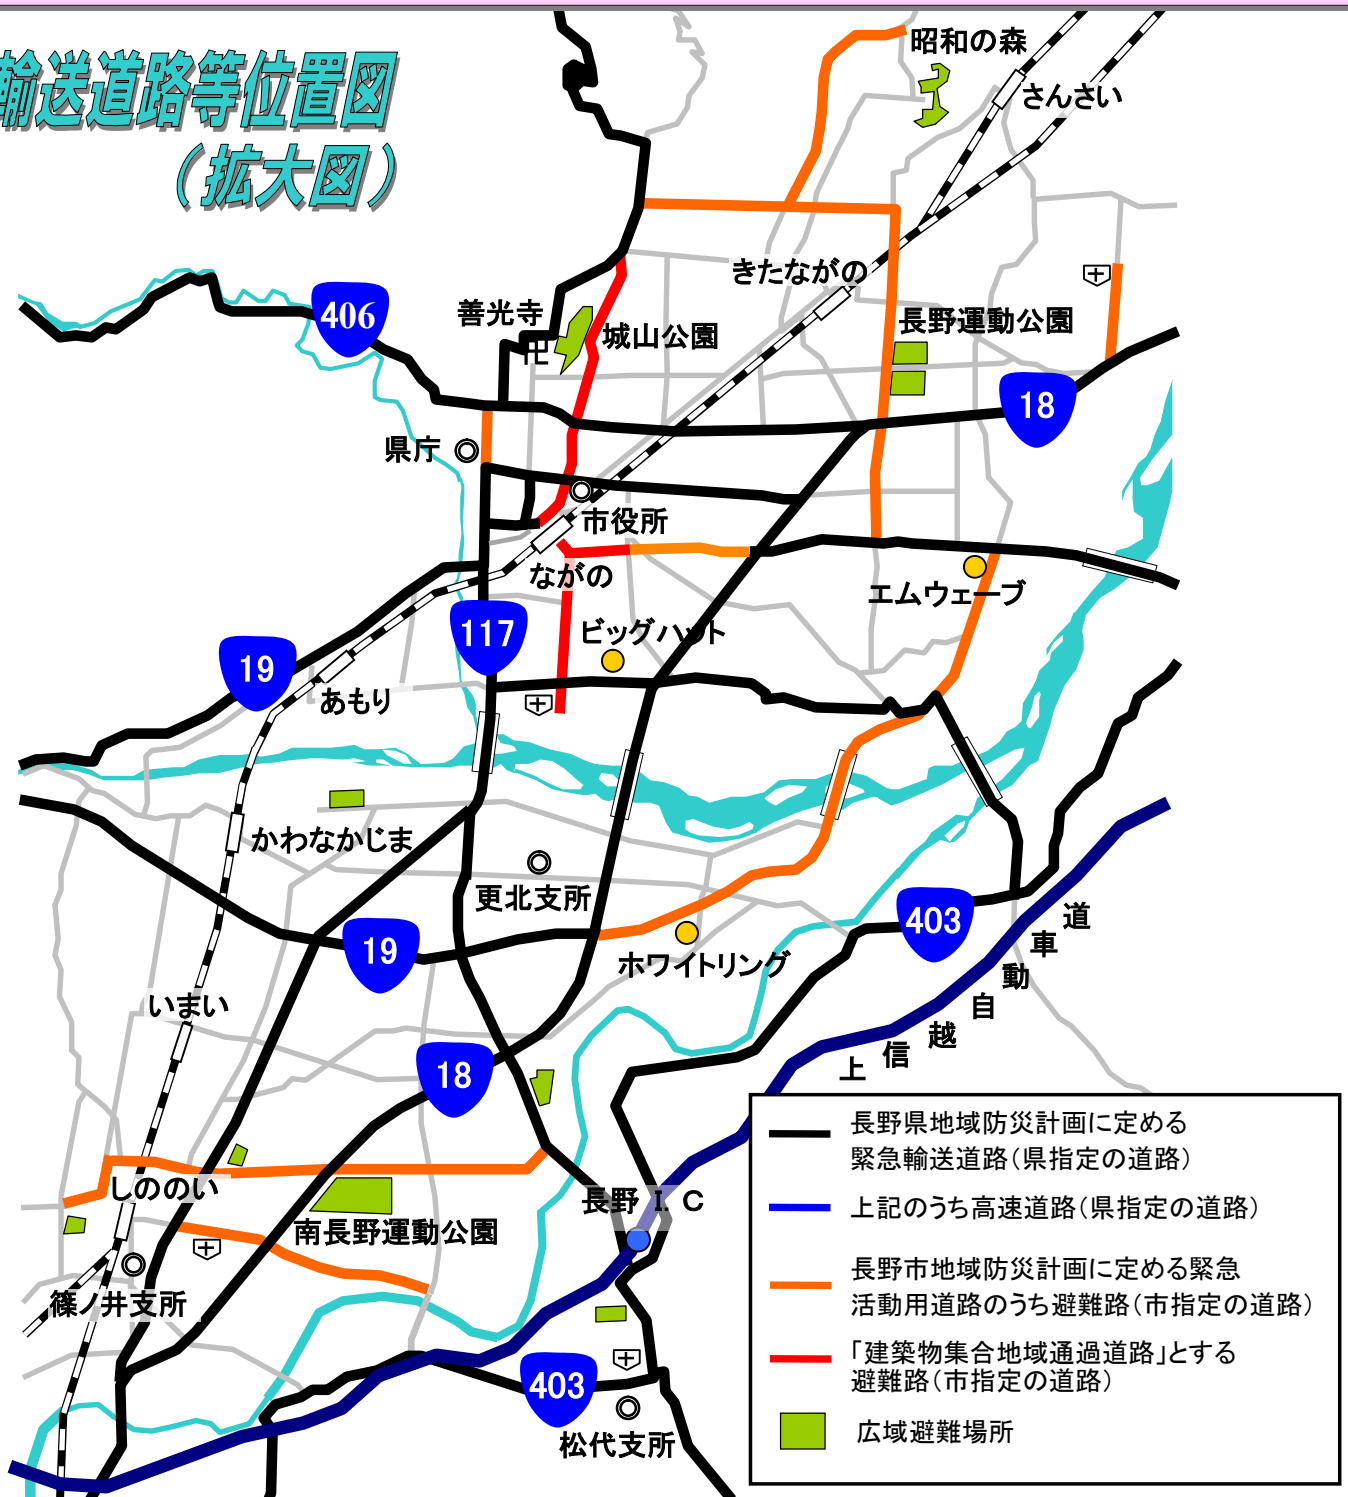 輸送道路等位置図
（拡大図）
昭和の森
さんさい
きたながの
善光寺
卍
城山公園
長野運動公園
406
18
県庁
市役所
ながの
エムウェーブ
ビッグハット
117
19
あもり
かわなかじま
更北支所
19
ホワイトリング
403
上信越自動車道
いまい
18
しののい
南長野運動公園
長野 I. C
篠ノ井支所
403
松代支所
長野県地域防災計画に定める
緊急輸送道路（県指定の道路）
上記のうち高速道路（県指定の道路）
長野市地域防災計画に定める緊急
活動用道路のうち避難路（市指定の道路）
「建築物集合地域通過道路」とする
避難路（市指定の道路）
広域避難場所